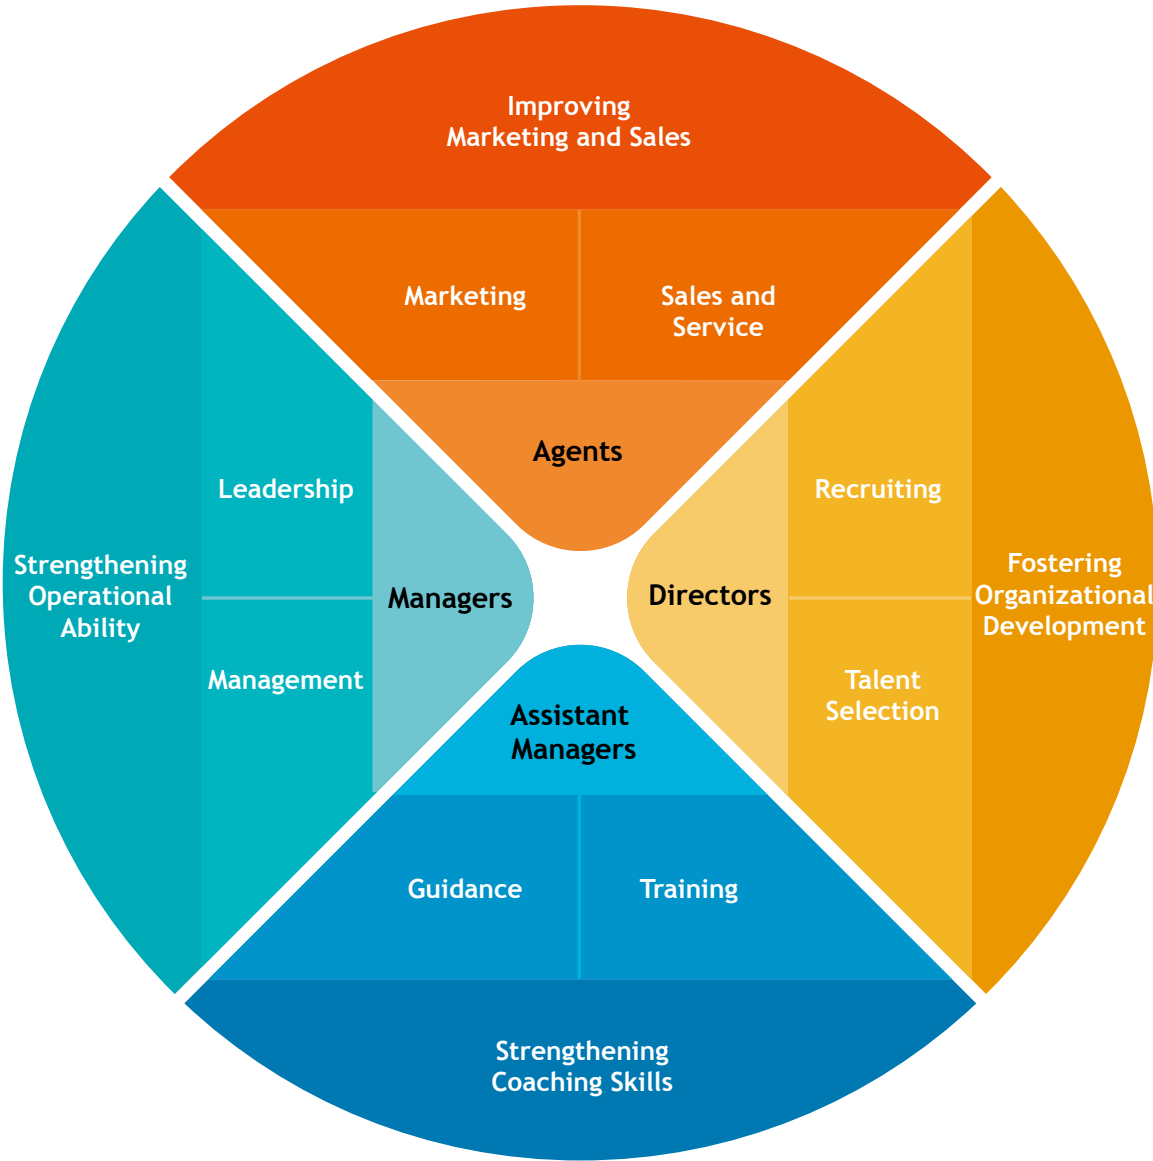 Improving
Marketing and Sales
Marketing
Sales and
Service
Agents
Leadership
Management
Strengthening
Operational
Ability
Managers
Directors
Recruiting
Talent
Selection
Fostering
Organizational
Development
Assistant
Managers
Guidance
Training
Strengthening
Coaching Skills